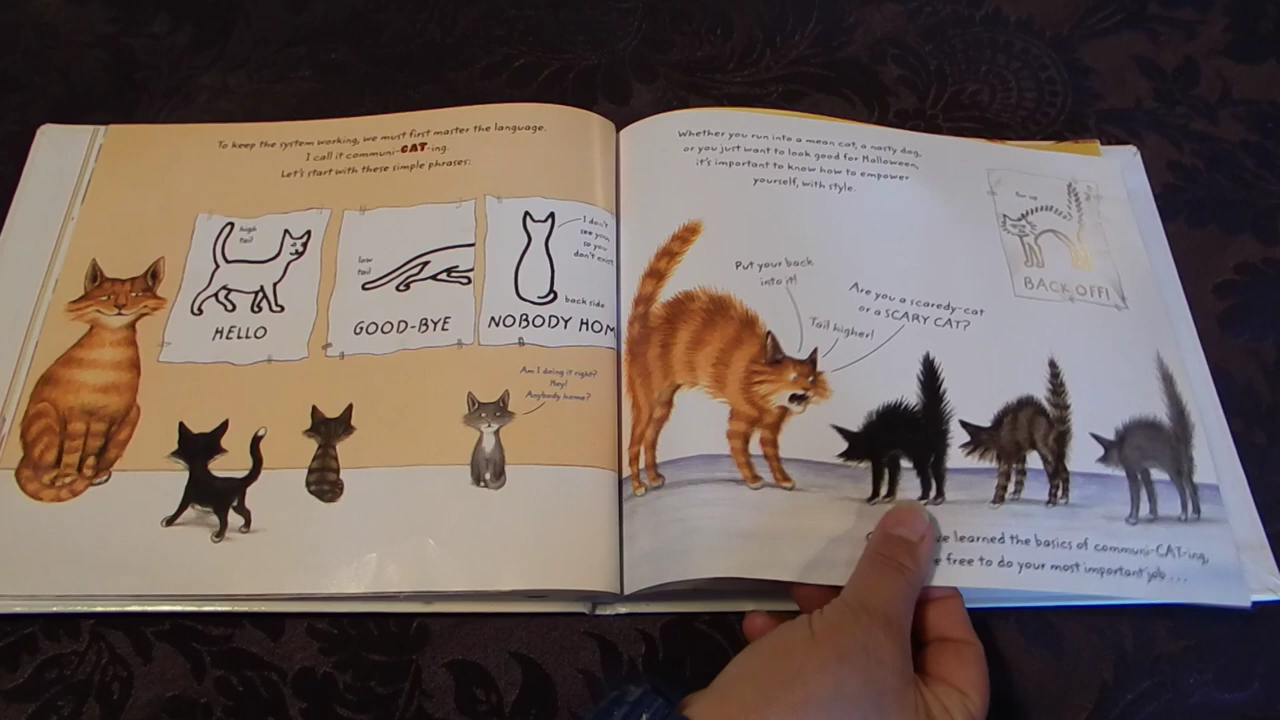 To keep the system working, we must first master the language.
I call it communi-CAT-ing.
Let's start with these simple phrases:
high
tail
HELLO
low
tail
GOOD-BYE
I don't
see you,
so you
don't exist
back side
NOBODY HOM
Am I doing it right?
Hey!
Anybody home?
Whether you run into a mean cat, a nasty dog,
or you just want to look good for Halloween,
it's important to know how to empower
yourself, with style.
fur up
BACK OFF!
Put your back
into it!
Tail higher!
Are you a scaredy-cat
or a SCARY CAT?
learned the basics of communi-CAT-ing,
free to do your most important job...